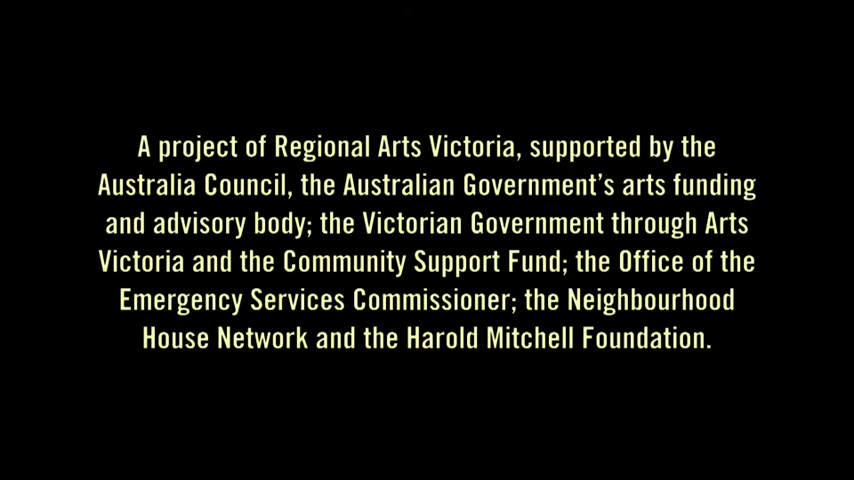 A project of Regional Arts Victoria, supported by the
Australia Council, the Australian Government’s arts funding
and advisory body; the Victorian Government through Arts
Victoria and the Community Support Fund; the Office of the
Emergency Services Commissioner; the Neighbourhood
House Network and the Harold Mitchell Foundation.